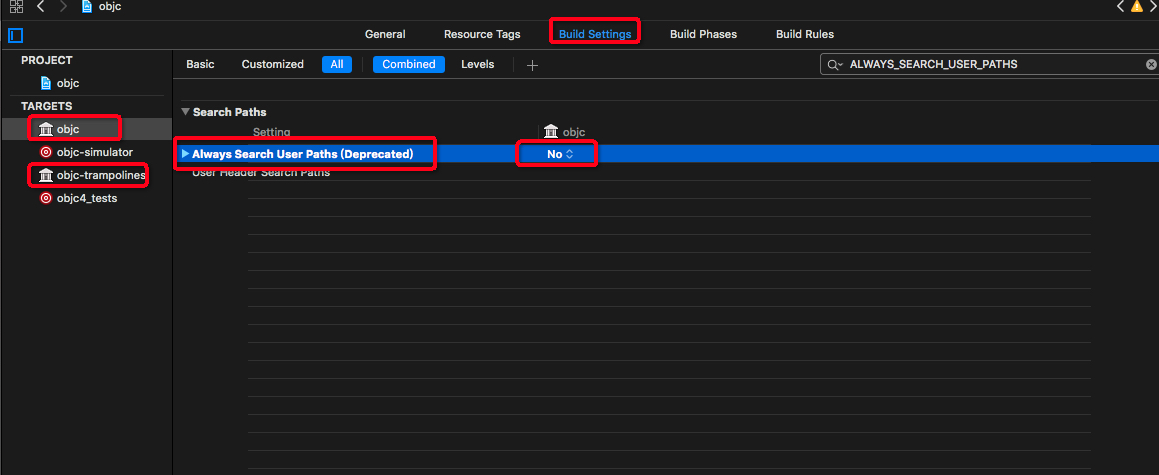 objc
General Resource Tags Build Settings Build Phases Build Rules
PROJECT
objc
TARGETS
objc
objc-simulator
objc-trampolines
objc4_tests
Basic Customized All Combined Levels + ALWAYS_SEARCH_USER_PATHS
Search Paths
Setting objc
Always Search User Paths (Deprecated) No
User Header Search Paths